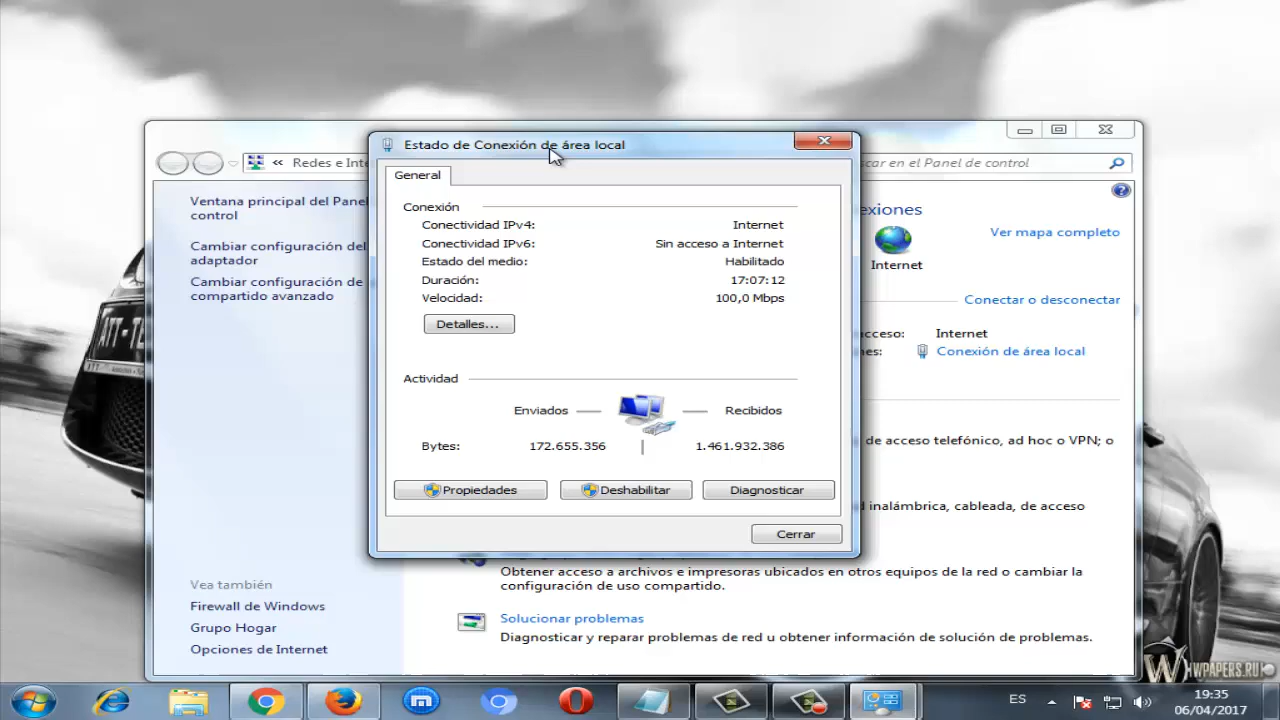 Estado de Conexión de área local
« Redes e Inte
car en el Panel de control
General
Ventana principal del Panel
control
Cambiar configuración del
adaptador
Cambiar configuración de
compartido avanzado
Conexión
Conectividad IPv4: Internet
Conectividad IPv6: Sin acceso a Internet
Estado del medio: Habilitado
Duración: 17:07:12
Velocidad: 100,0 Mbps
Detalles...
Actividad
Enviados Recibidos
Bytes: 172.655.356 1.461.932.386
Propiedades Deshabilitar Diagnosticar
Cerrar
exiones
Ver mapa completo
Internet
Conectar o desconectar
acceso: Internet
nes: Conexión de área local
de acceso telefónico, ad hoc o VPN; o
inalámbrica, cableada, de acceso
Obtener acceso a archivos e impresoras ubicados en otros equipos de la red o cambiar la
configuración de uso compartido.
Solucionar problemas
Diagnosticar y reparar problemas de red u obtener información de solución de problemas.
Vea también
Firewall de Windows
Grupo Hogar
Opciones de Internet
ATT-TE
WHWPAPERS.RU
ES
19:35
06/04/2017